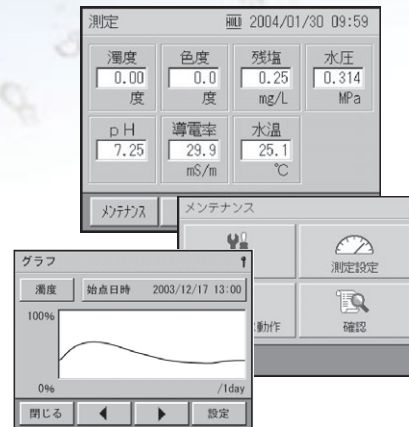 測定 HOLD 2004/01/30 09:59
濁度 色度 残塩 水圧
0.00 0.0 0.25 0.314
度 度 mg/L MPa
pH 導電率 水温
7.25 29.9 25.1
mS/m ℃
メンテナンス
メンテナンス
測定設定
動作 確認
グラフ
濁度 始点日時 2003/12/17 13:00
100%
0% /1day
閉じる ◀ ▶ 設定